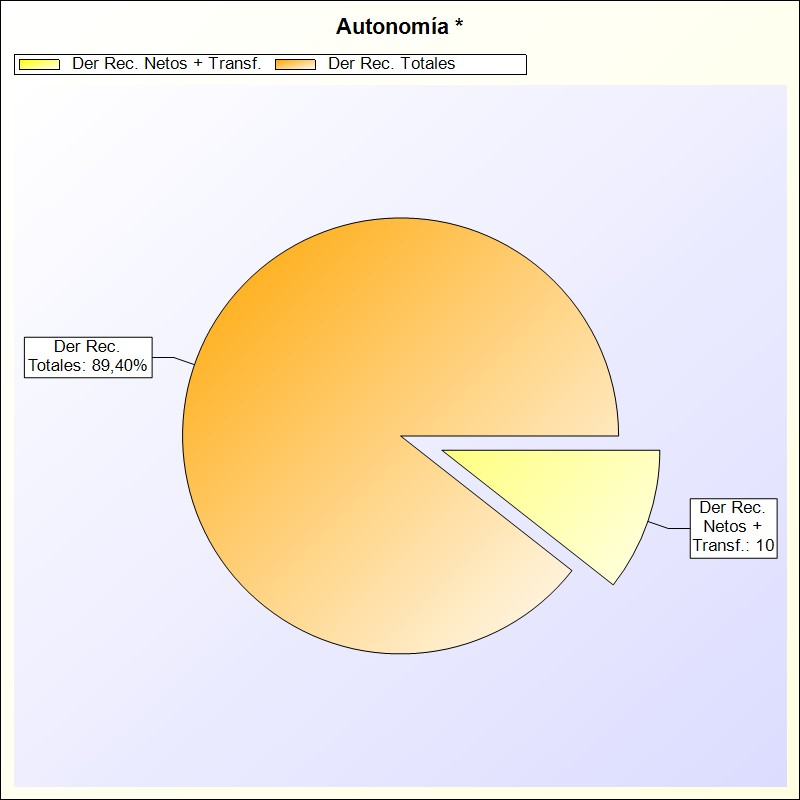 Autonomía *
Der Rec. Netos + Transf.  Der Rec. Totales
Der Rec.
Totales: 89,40%
Der Rec.
Netos +
Transf.: 10